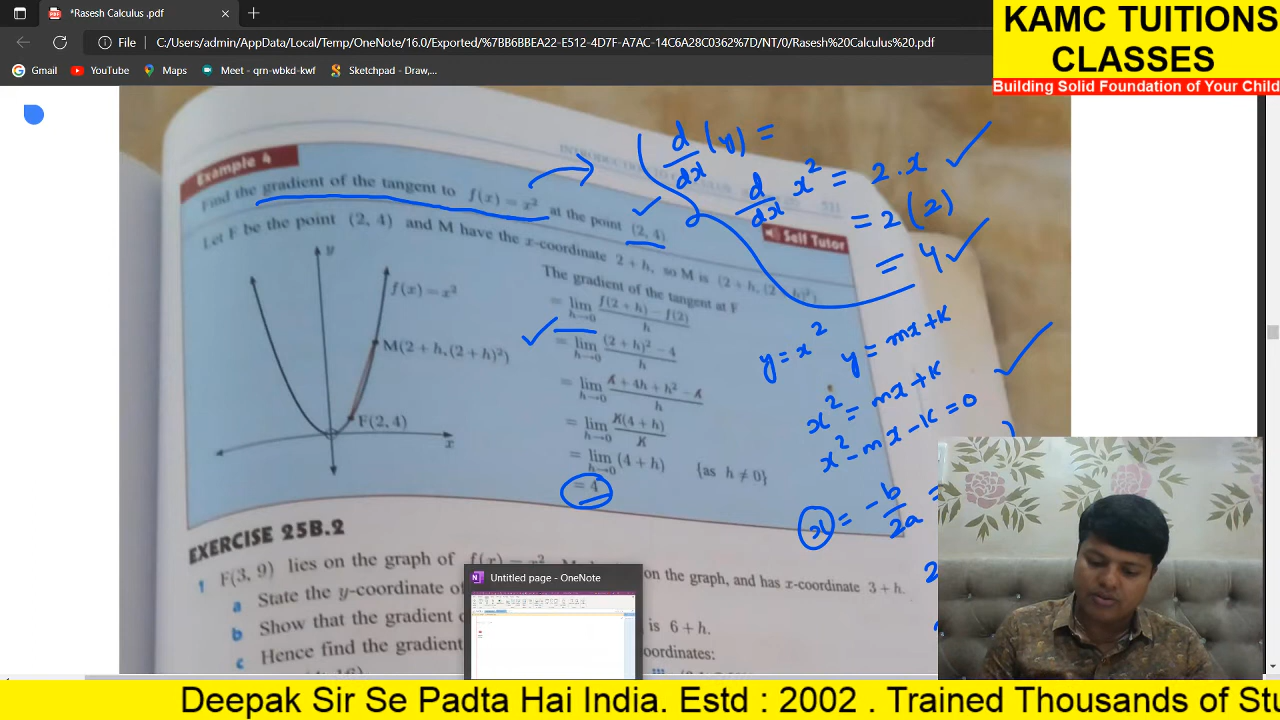 *Rasesh Calculus .pdf
File
C:/Users/admin/AppData/Local/Temp/OneNote/16.0/Exported/%7BB6BBEA22-E512-4D7F-A7AC-14C6A28C0362%7D/NT/0/Rasesh%20Calculus%20.pdf
Gmail
YouTube
Maps
Meet - qrn-wbkd-kwf
Sketchpad - Draw,...
KAMC TUITIONS
CLASSES
Building Solid Foundation of Your Child
INTRODUCTION
511
Example 4
Self Tutor
Find the gradient of the tangent to f(x) = x² at the point (2, 4).
Let F be the point (2, 4) and M have the x-coordinate 2 + h, so M is (2 + h, (2 + h)²).
y
f(x) = x²
M(2 + h, (2 + h)²)
F(2, 4)
x
The gradient of the tangent at F
= lim h→0 f(2 + h) − f(2) / h
= lim h→0 (2 + h)² − 4 / h
= lim h→0 4 + 4h + h² − 4 / h
= lim h→0 h(4 + h) / h
= lim h→0 (4 + h) {as h ≠ 0}
= 4
d/dx (y) =
d/dx x² = 2.x
= 2(2)
= 4
y = x² y = mx+k
x² = mx+k
x² − mx − k = 0
x = −b/2a =
2
EXERCISE 25B.2
1 F(3, 9) lies on the graph of f(x) = x². on the graph, and has x-coordinate 3 + h.
a State the y-coordinate of
b Show that the gradient is 6 + h.
c Hence find the gradient coordinates:
Untitled page - OneNote
Deepak Sir Se Padta Hai India. Estd : 2002 . Trained Thousands of Stu